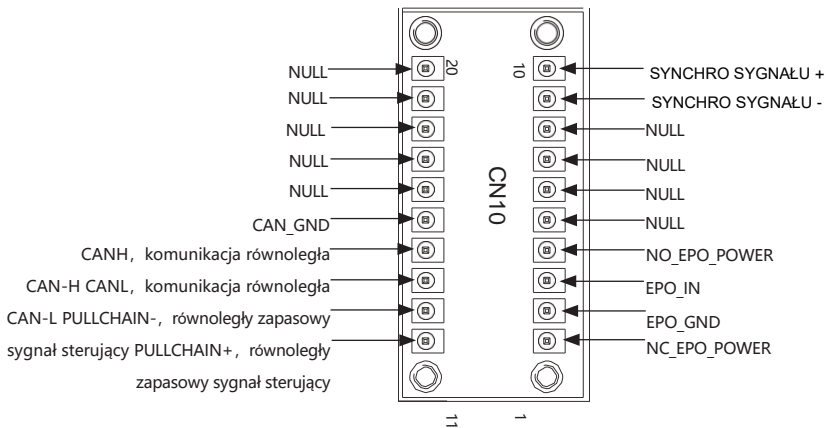 NULL
NULL
NULL
NULL
NULL
CAN_GND
CANH, komunikacja równoległa
CAN-H CANL, komunikacja równoległa
CAN-L PULLCHAIN-, równoległy zapasowy
sygnał sterujący PULLCHAIN+, równoległy
zapasowy sygnał sterujący
20
10
CN10
11
1
SYNCHRO SYGNAŁU +
SYNCHRO SYGNAŁU -
NULL
NULL
NULL
NULL
NO_EPO_POWER
EPO_IN
EPO_GND
NC_EPO_POWER